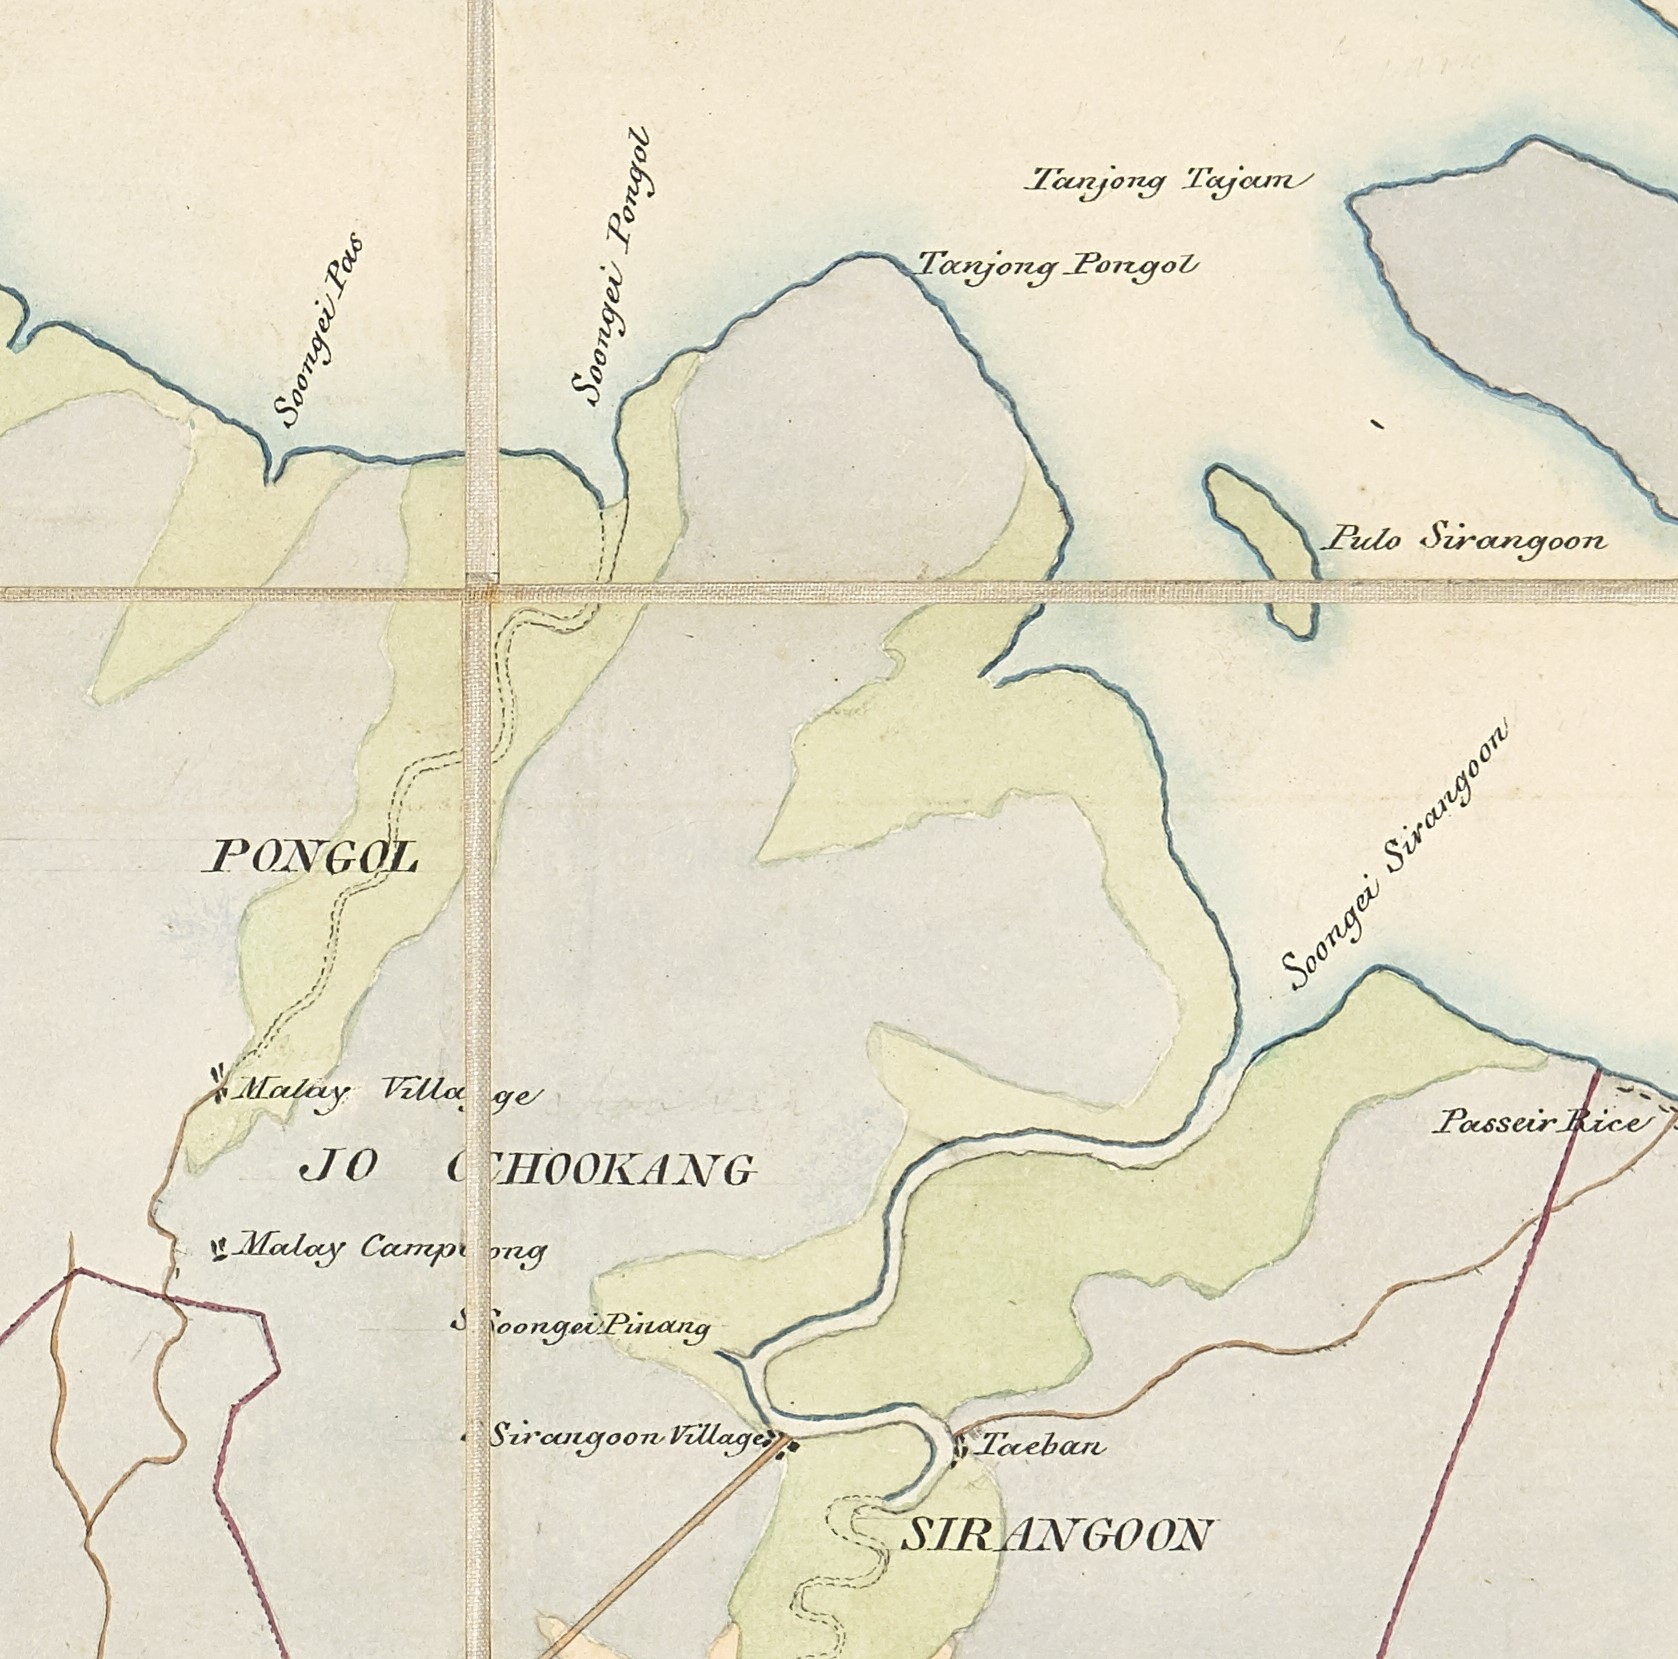 Tanjong Tajam
Tanjong Pongol
Soongei Pas
Soongei Pongol
Pulo Sirangoon
Soongei Sirangoon
PONGOL
Malay Village
Passeir Rice
JO CHOOKANG
Malay Campong
Soongei Pinang
Sirangoon Village
Taeban
SIRANGOON